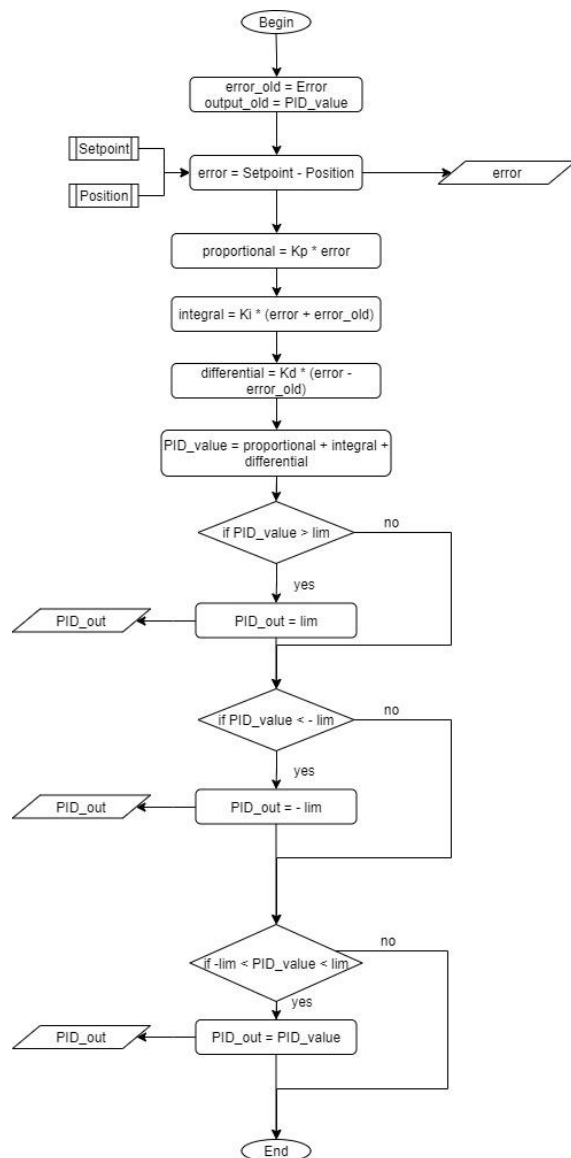 Begin
error_old = Error
output_old = PID_value
Setpoint
Position
error = Setpoint - Position
error
proportional = Kp * error
integral = Ki * (error + error_old)
differential = Kd * (error -
error_old)
PID_value = proportional + integral +
differential
if PID_value > lim
no
yes
PID_out
PID_out = lim
if PID_value < - lim
no
yes
PID_out
PID_out = - lim
if -lim < PID_value < lim
no
yes
PID_out
PID_out = PID_value
End